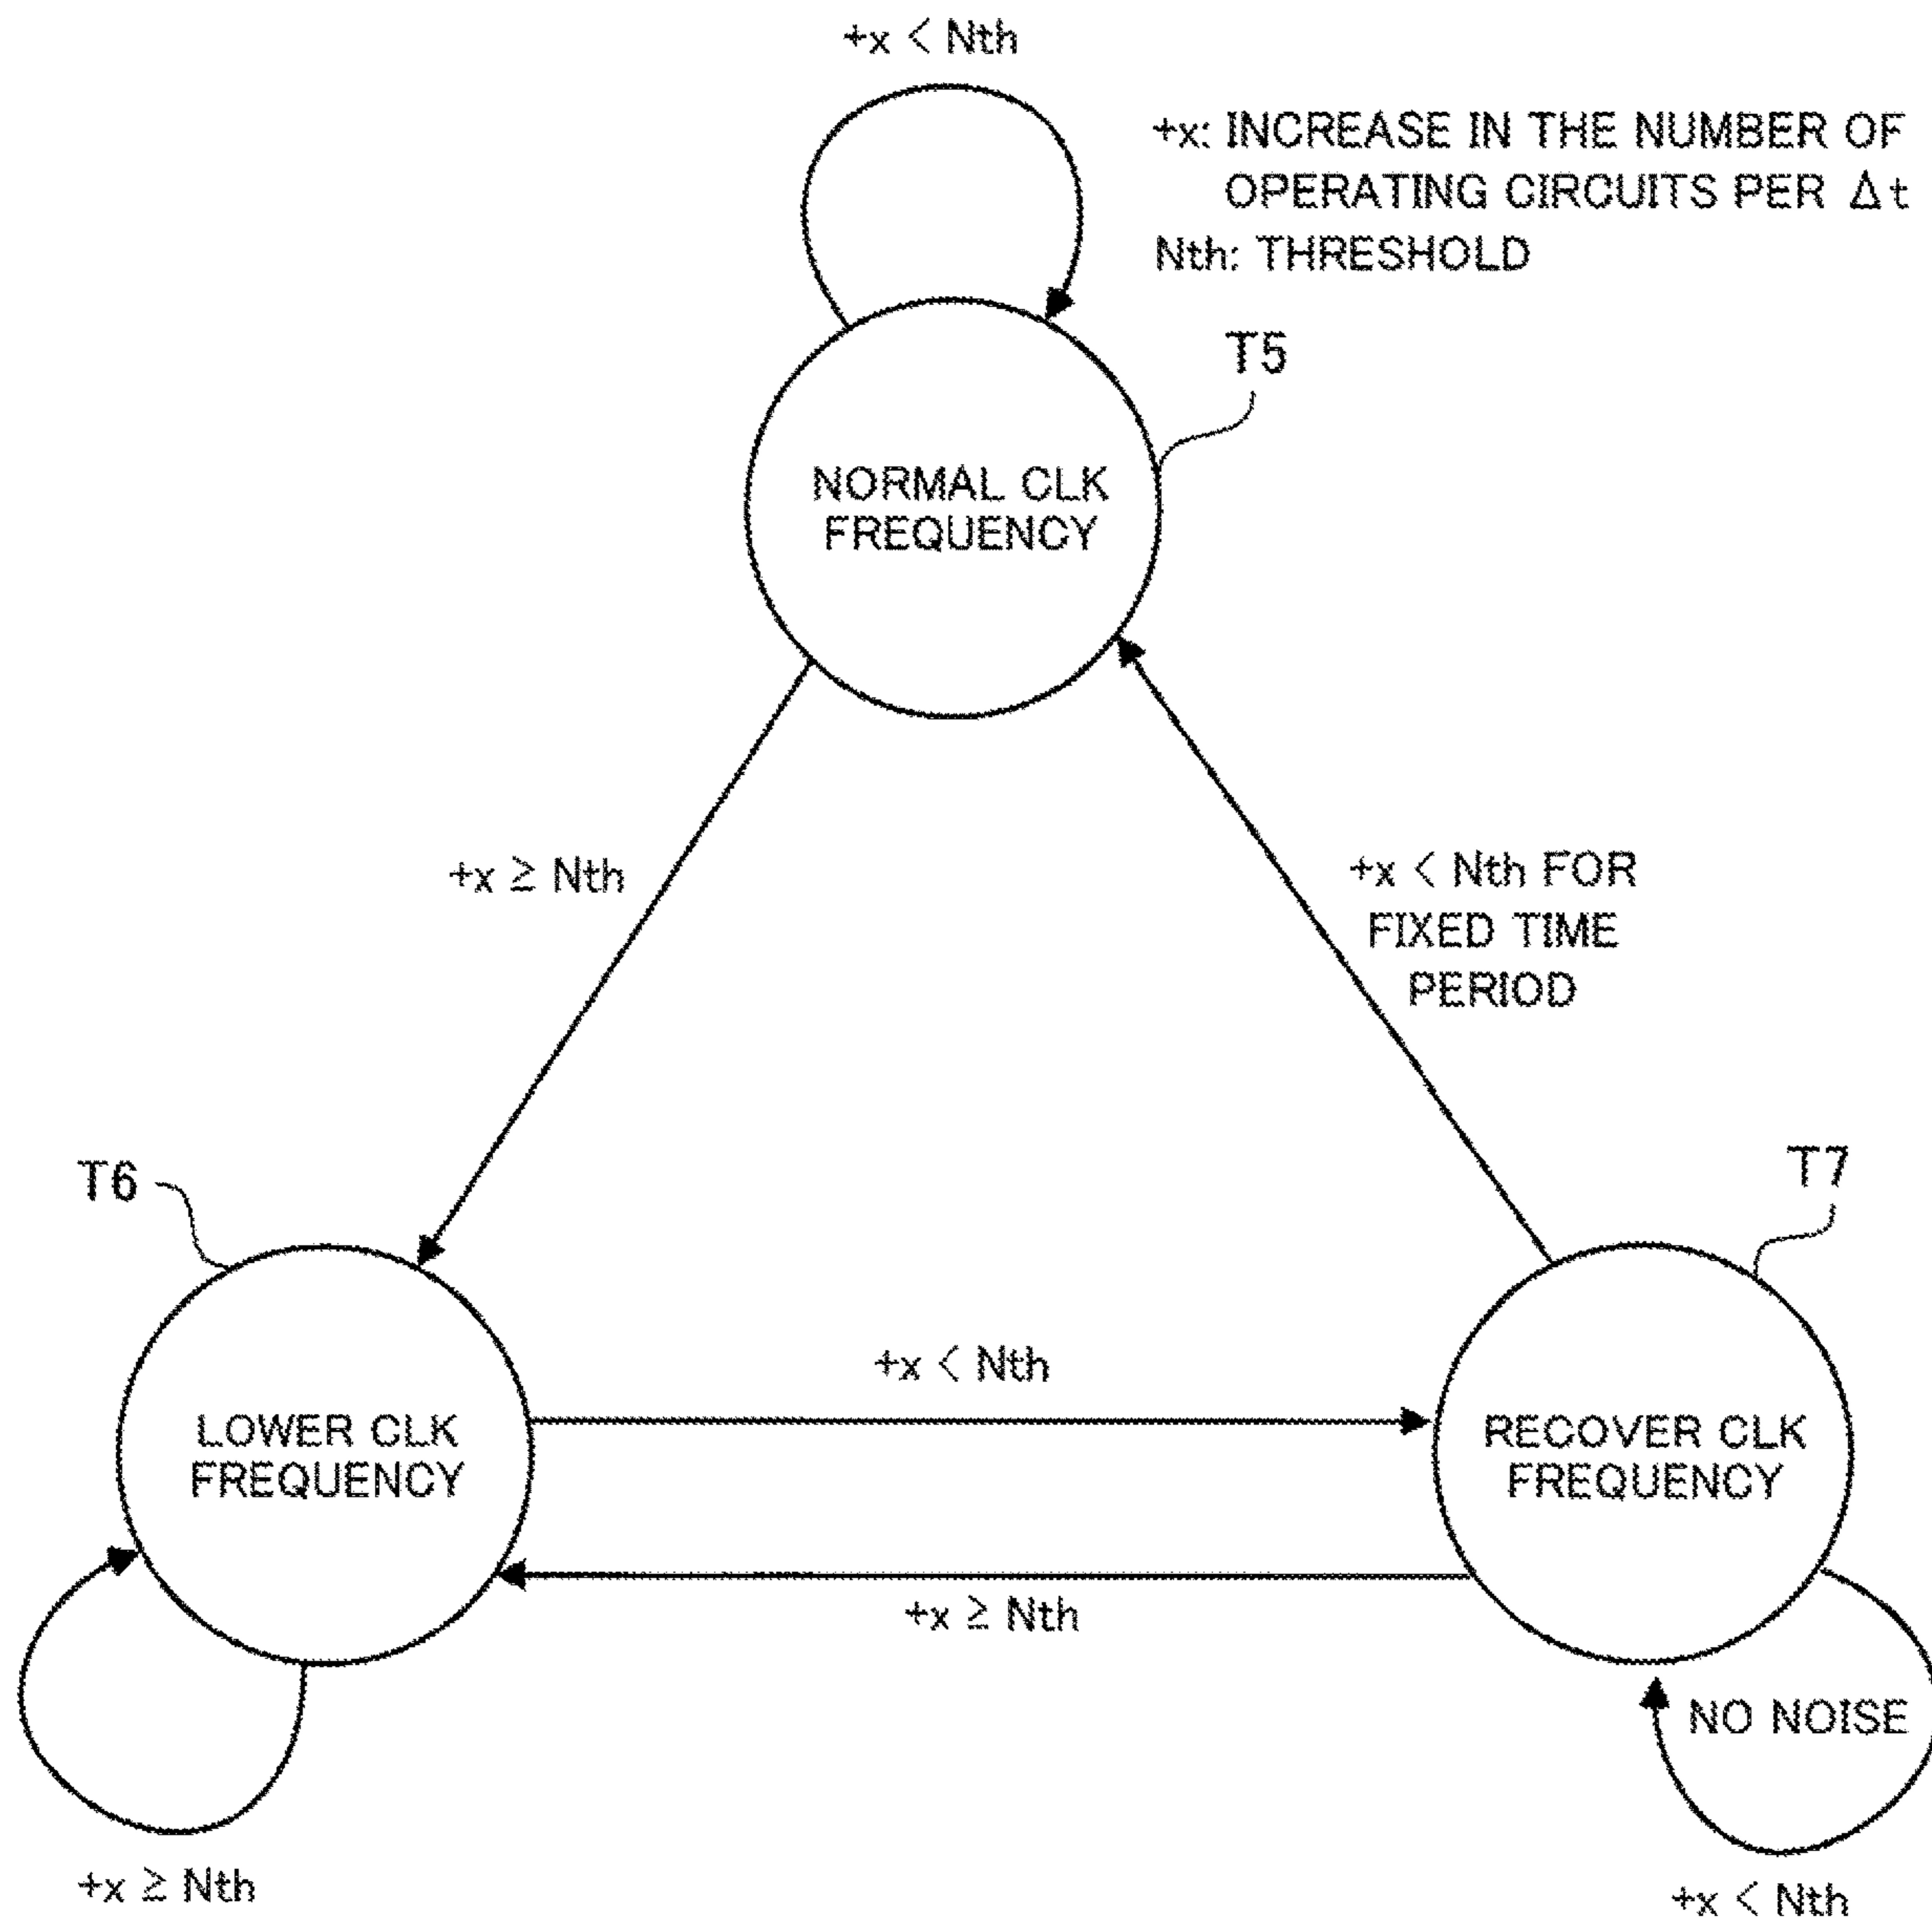 +x < Nth
+x: INCREASE IN THE NUMBER OF
OPERATING CIRCUITS PER Δt
Nth: THRESHOLD
T5
NORMAL CLK
FREQUENCY
+x ≥ Nth
+x < Nth FOR
FIXED TIME
PERIOD
T6
T7
+x < Nth
LOWER CLK
FREQUENCY
RECOVER CLK
FREQUENCY
+x ≥ Nth
NO NOISE
+x ≥ Nth
+x < Nth